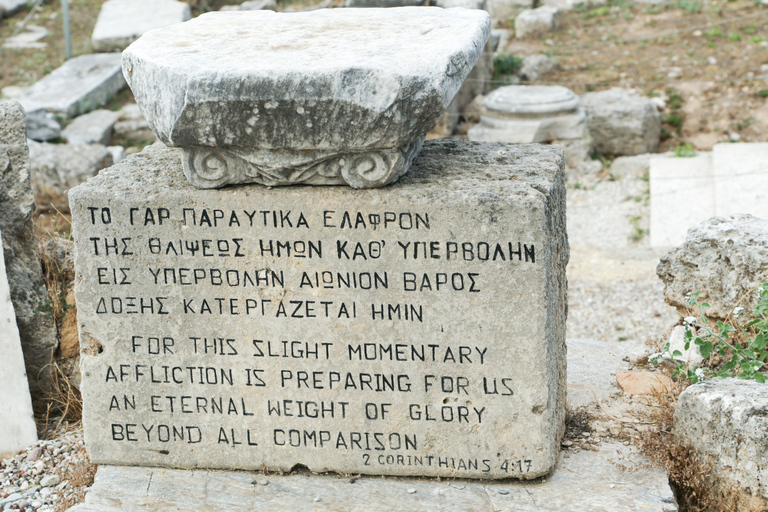 ΤΟ ΓΑΡ ΠΑΡΑΥΤΙΚΑ ΕΛΑΦΡΟΝ
ΤΗΣ ΘΛΙΨΕΩΣ ΗΜΩΝ ΚΑΘ' ΥΠΕΡΒΟΛΗΝ
ΕΙΣ ΥΠΕΡΒΟΛΗΝ ΑΙΩΝΙΟΝ ΒΑΡΟΣ
ΔΟΞΗΣ ΚΑΤΕΡΓΑΖΕΤΑΙ ΗΜΙΝ
FOR THIS SLIGHT MOMENTARY
AFFLICTION IS PREPARING FOR US
AN ETERNAL WEIGHT OF GLORY
BEYOND ALL COMPARISON
2 CORINTHIANS 4:17